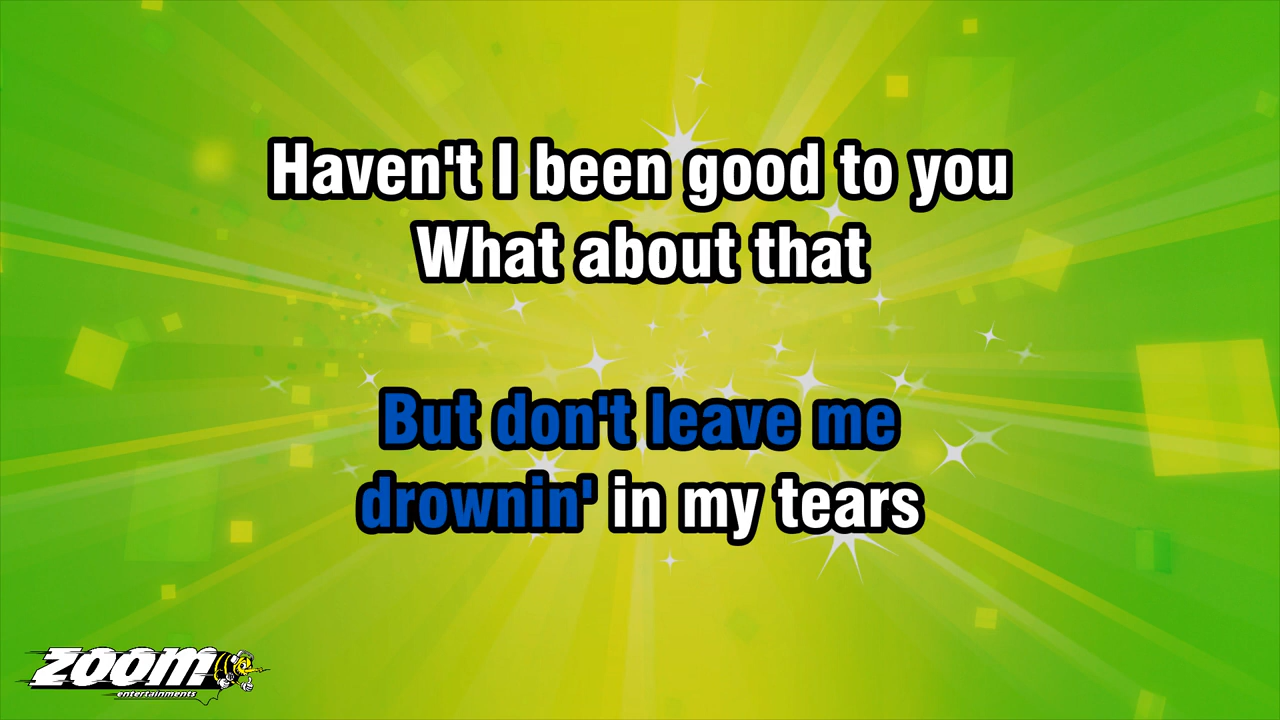 Haven't I been good to you
What about that
But don't leave me
drownin' in my tears
zoom
entertainments